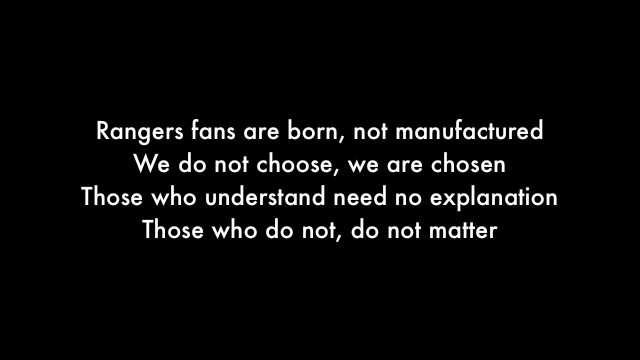 Rangers fans are born, not manufactured
We do not choose, we are chosen
Those who understand need no explanation
Those who do not, do not matter